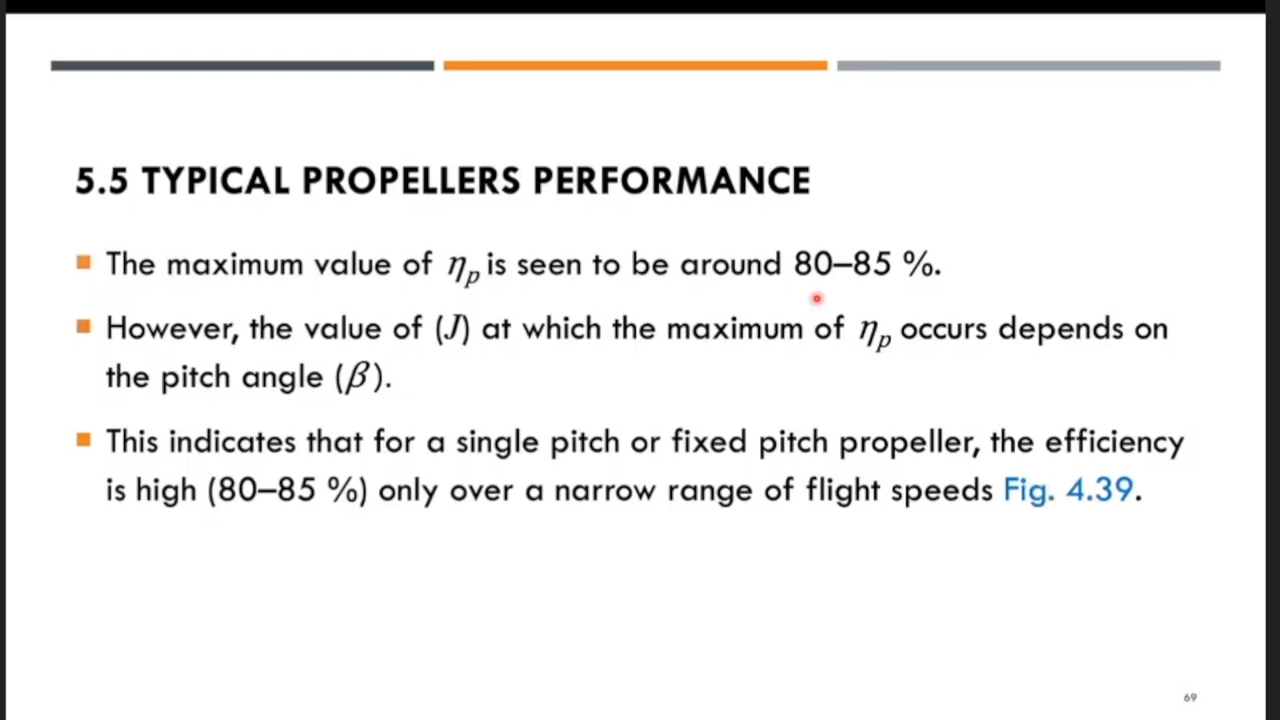 5.5 TYPICAL PROPELLERS PERFORMANCE
The maximum value of ηp is seen to be around 80–85 %.
However, the value of (J) at which the maximum of ηp occurs depends on
the pitch angle (β).
This indicates that for a single pitch or fixed pitch propeller, the efficiency
is high (80–85 %) only over a narrow range of flight speeds Fig. 4.39.
69